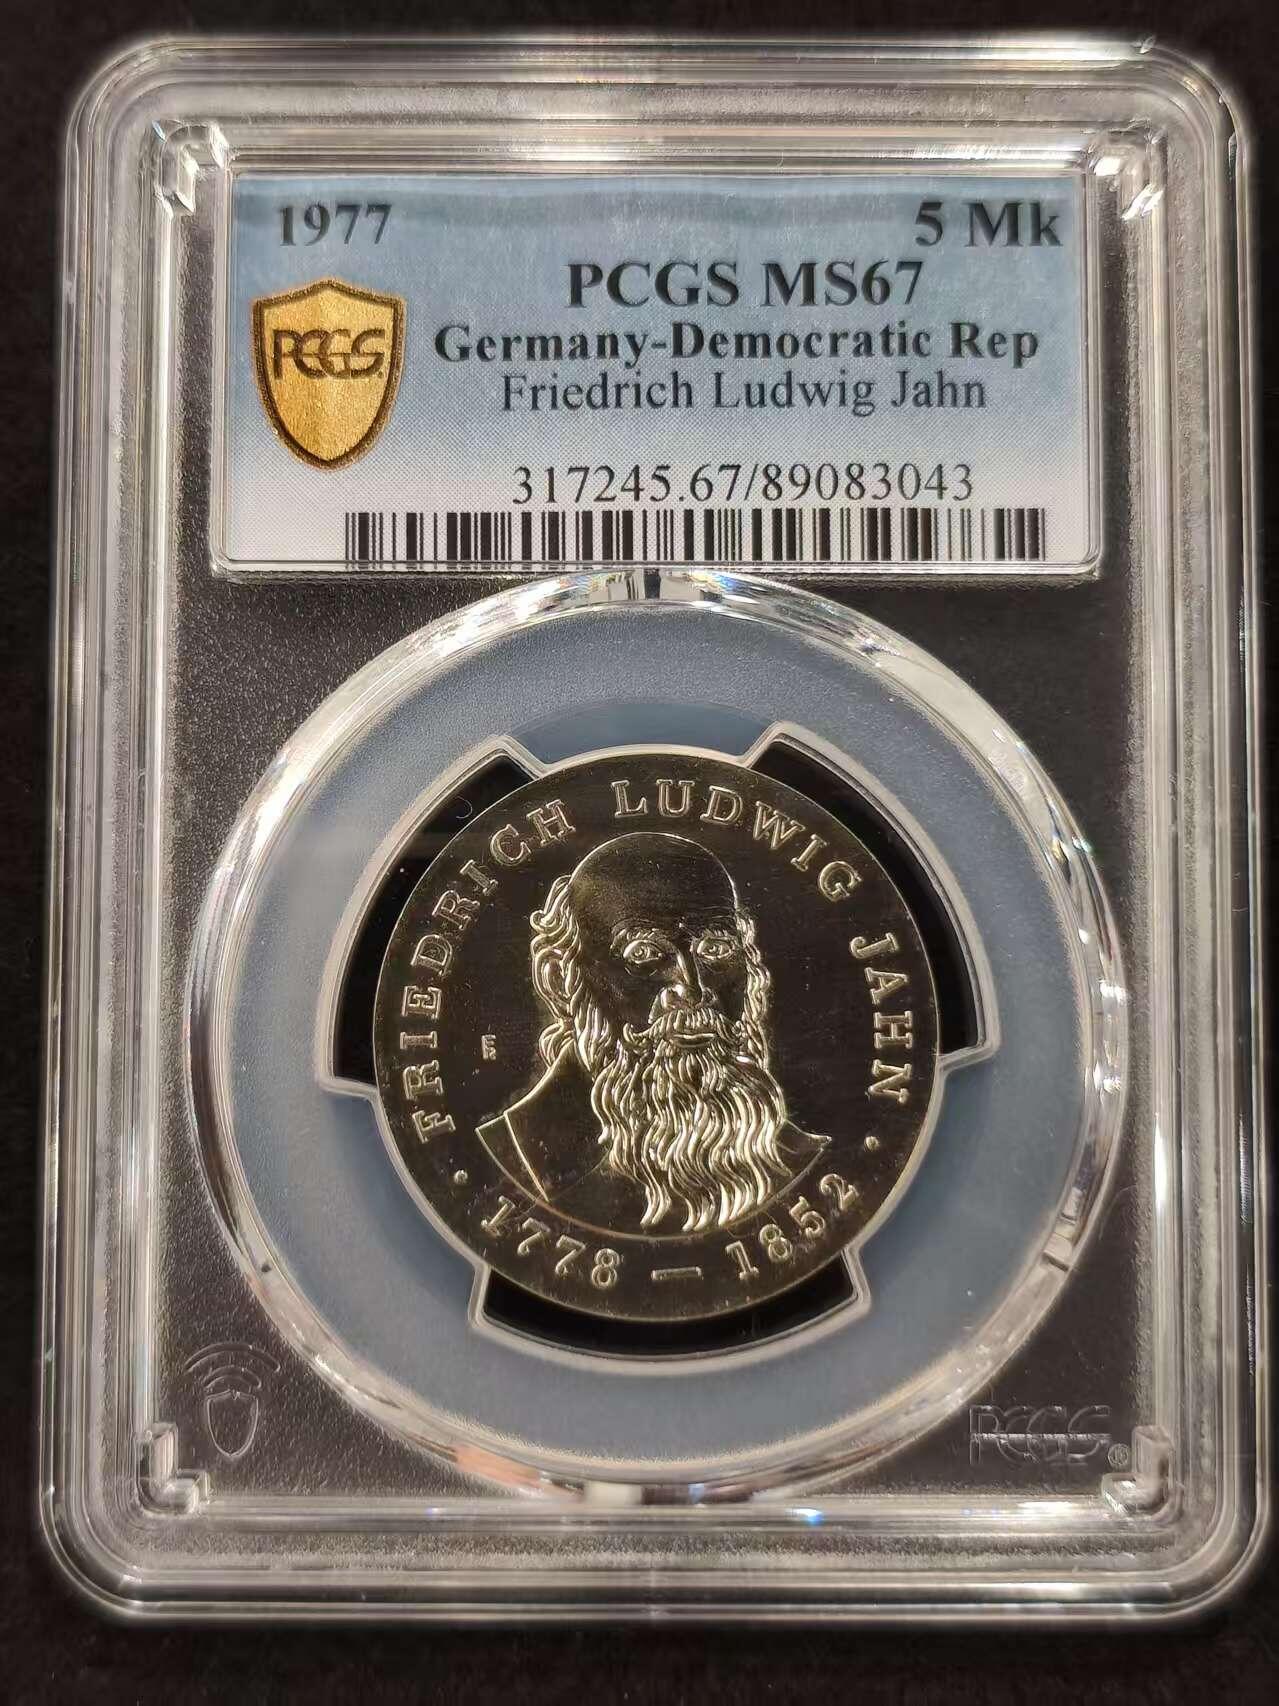 1977 5 Mk
PCGS MS67
PCGS
Germany-Democratic Rep
Friedrich Ludwig Jahn
317245.67/89083043
FRIEDRICH LUDWIG JAHN
· 1778 — 1852 ·
PCGS